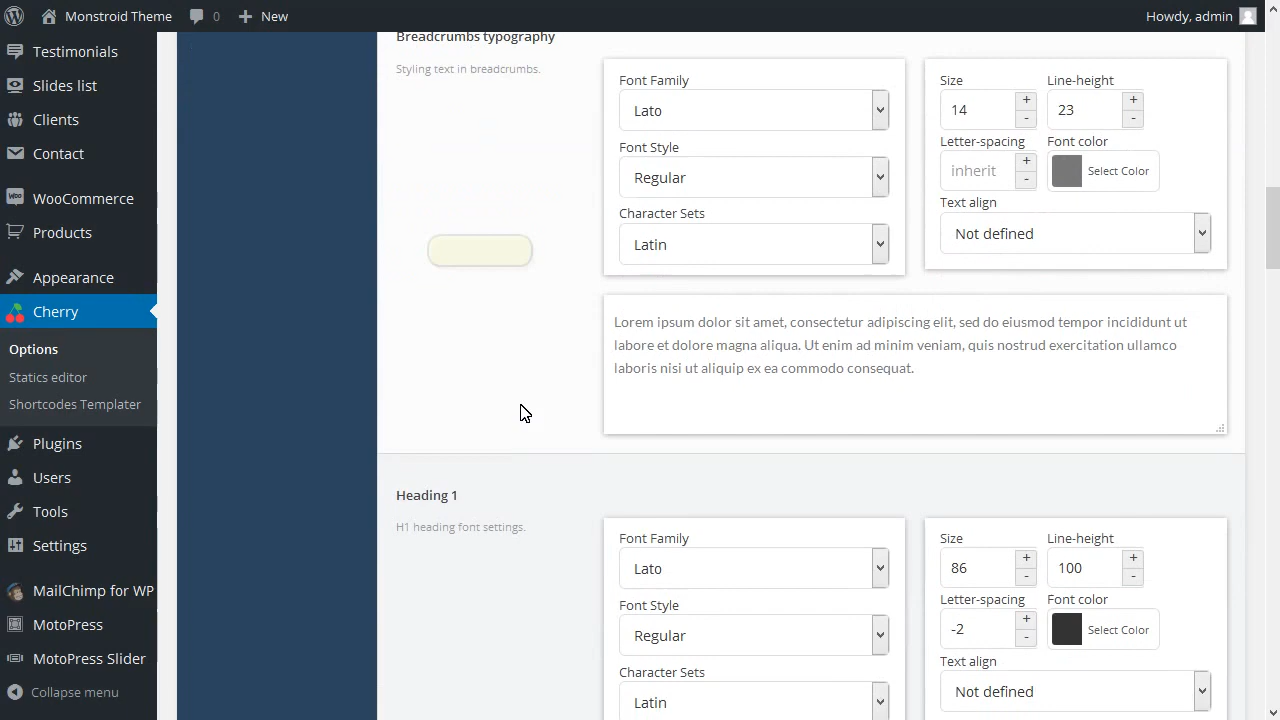 Monstroid Theme 0 New Howdy, admin
Testimonials
Slides list
Clients
Contact
WooCommerce
Products
Appearance
Cherry
Options
Statics editor
Shortcodes Templater
Plugins
Users
Tools
Settings
MailChimp for WP
MotoPress
MotoPress Slider
Collapse menu
Breadcrumbs typography
Styling text in breadcrumbs.
Font Family
Lato
Font Style
Regular
Character Sets
Latin
Size Line-height
14 + - 23 + -
Letter-spacing Font color
inherit + - Select Color
Text align
Not defined
Lorem ipsum dolor sit amet, consectetur adipiscing elit, sed do eiusmod tempor incididunt ut
labore et dolore magna aliqua. Ut enim ad minim veniam, quis nostrud exercitation ullamco
laboris nisi ut aliquip ex ea commodo consequat.
Heading 1
H1 heading font settings.
Font Family
Lato
Font Style
Regular
Character Sets
Latin
Size Line-height
86 + - 100 + -
Letter-spacing Font color
-2 + - Select Color
Text align
Not defined